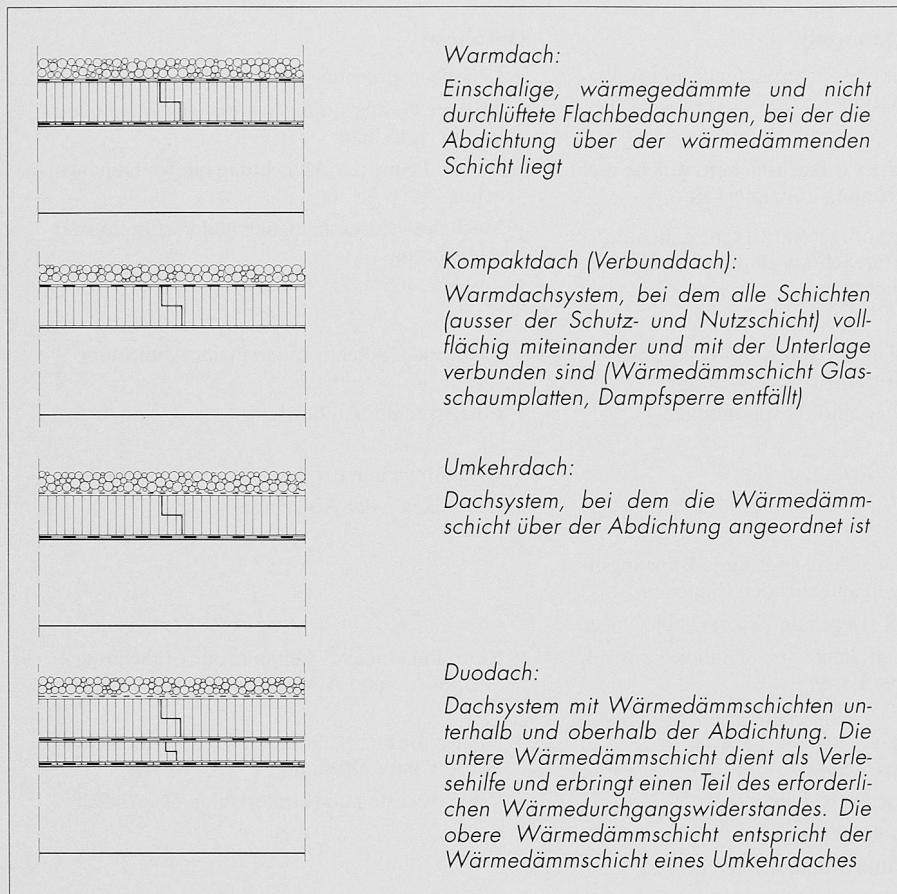 Warmdach:
Einschalige, wärmegedämmte und nicht
durchlüftete Flachbedachungen, bei der die
Abdichtung über der wärmedämmenden
Schicht liegt
Kompaktdach (Verbunddach):
Warmdachsystem, bei dem alle Schichten
(ausser der Schutz- und Nutzschicht) voll-
flächig miteinander und mit der Unterlage
verbunden sind (Wärmedämmschicht Glas-
schaumplatten, Dampfsperre entfällt)
Umkehrdach:
Dachsystem, bei dem die Wärmedämm-
schicht über der Abdichtung angeordnet ist
Duodach:
Dachsystem mit Wärmedämmschichten un-
terhalb und oberhalb der Abdichtung. Die
untere Wärmedämmschicht dient als Verle-
sehilfe und erbringt einen Teil des erforderli-
chen Wärmedurchgangswiderstandes. Die
obere Wärmedämmschicht entspricht der
Wärmedämmschicht eines Umkehrdaches